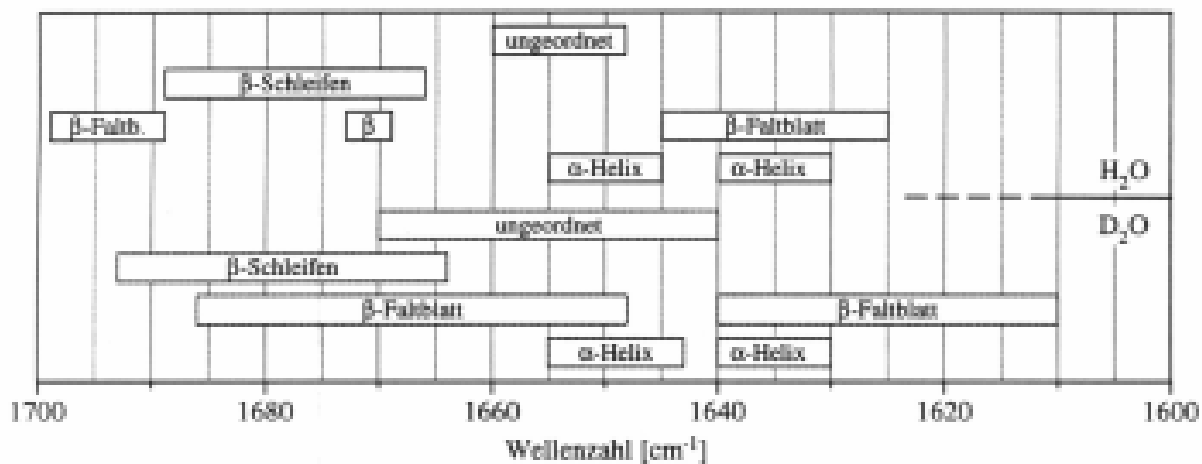 ungeordnet
β-Schleifen
β-Faltb. β β-Faltblatt
α-Helix α-Helix H₂O
ungeordnet D₂O
β-Schleifen
β-Faltblatt β-Faltblatt
α-Helix α-Helix
1700 1680 1660 1640 1620 1600
Wellenzahl [cm⁻¹]